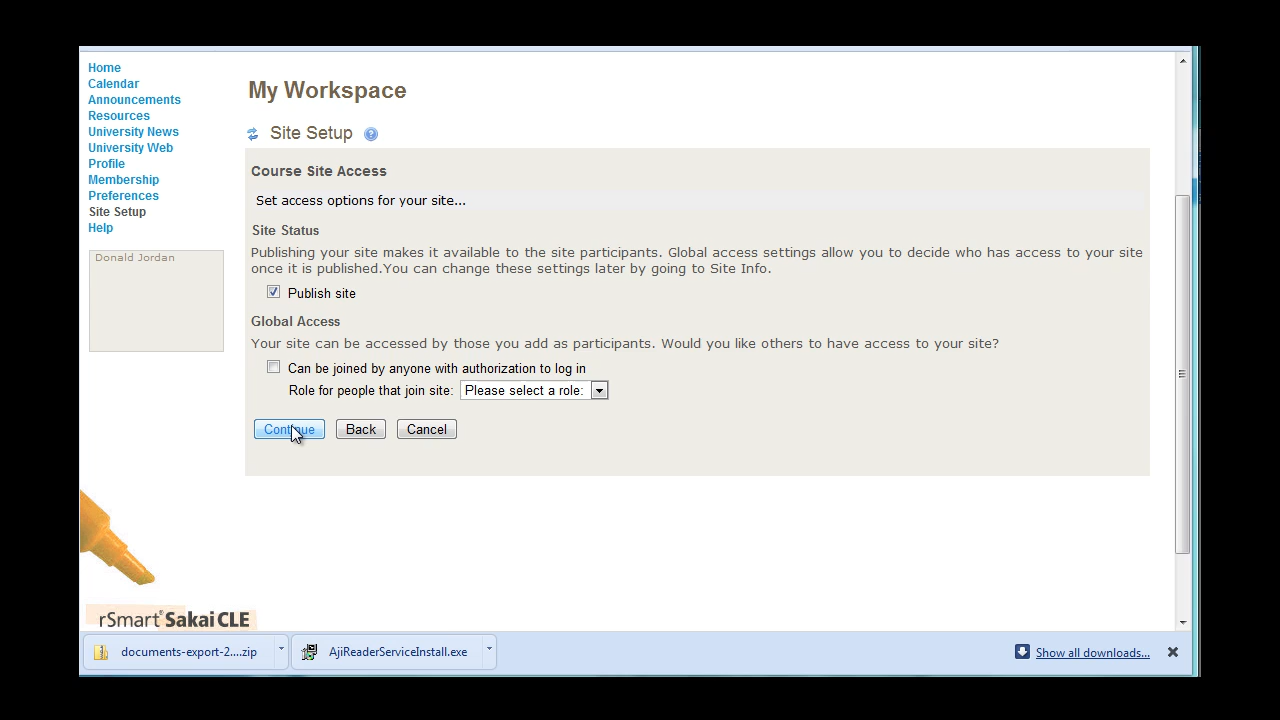 Home
Calendar
Announcements
Resources
University News
University Web
Profile
Membership
Preferences
Site Setup
Help
Donald Jordan
My Workspace
Site Setup
Course Site Access
Set access options for your site...
Site Status
Publishing your site makes it available to the site participants. Global access settings allow you to decide who has access to your site
once it is published.You can change these settings later by going to Site Info.
Publish site
Global Access
Your site can be accessed by those you add as participants. Would you like others to have access to your site?
Can be joined by anyone with authorization to log in
Role for people that join site: Please select a role:
Continue Back Cancel
rSmart® Sakai CLE
documents-export-2....zip AjiReaderServiceInstall.exe Show all downloads...